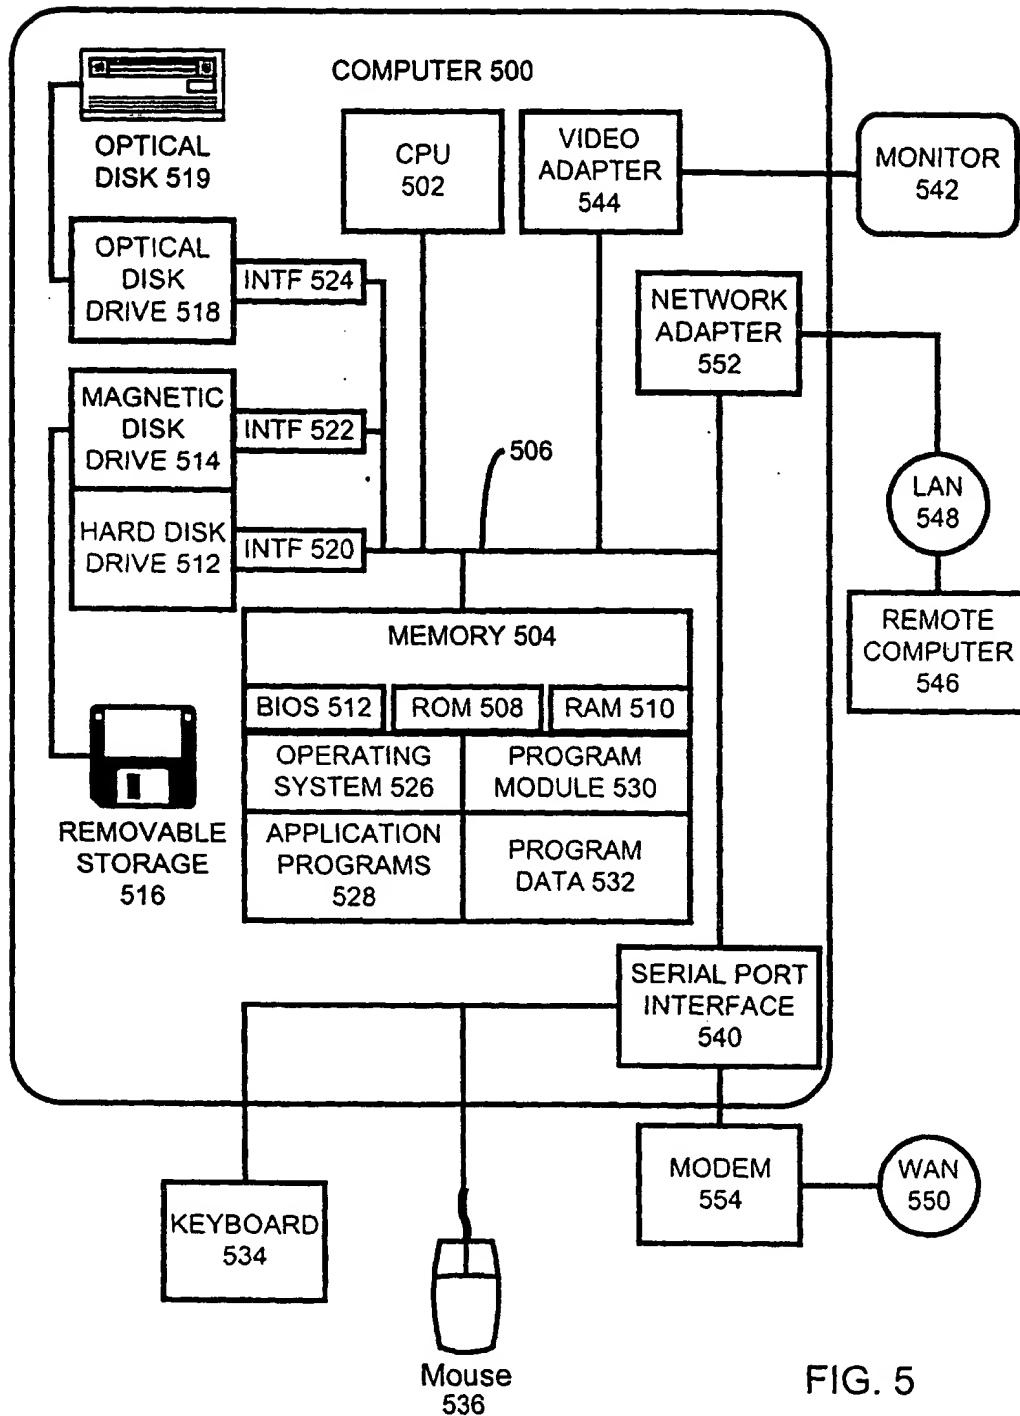 COMPUTER 500
OPTICAL
DISK 519
CPU
502
VIDEO
ADAPTER
544
MONITOR
542
OPTICAL
DISK
DRIVE 518
INTF 524
NETWORK
ADAPTER
552
MAGNETIC
DISK
DRIVE 514
INTF 522
506
LAN
548
HARD DISK
DRIVE 512
INTF 520
REMOTE
COMPUTER
546
MEMORY 504
BIOS 512
ROM 508
RAM 510
OPERATING
SYSTEM 526
PROGRAM
MODULE 530
REMOVABLE
STORAGE
516
APPLICATION
PROGRAMS
528
PROGRAM
DATA 532
SERIAL PORT
INTERFACE
540
MODEM
554
WAN
550
KEYBOARD
534
Mouse
536
FIG. 5